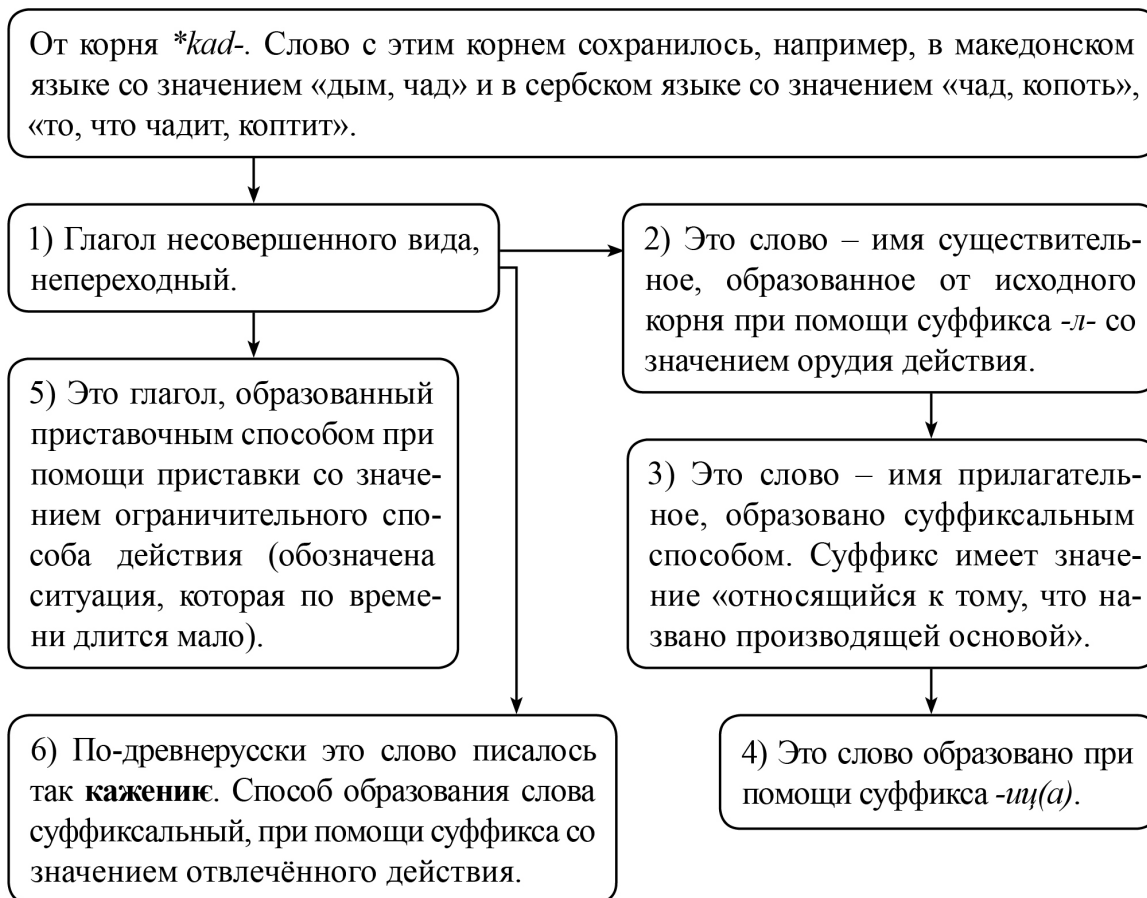 От корня *kad-. Слово с этим корнем сохранилось, например, в македонском
языке со значением «дым, чад» и в сербском языке со значением «чад, копоть»,
«то, что чадит, коптит».
1) Глагол несовершенного вида,
непереходный.
2) Это слово – имя существитель-
ное, образованное от исходного
корня при помощи суффикса -л- со
значением орудия действия.
5) Это глагол, образованный
приставочным способом при
помощи приставки со значе-
нием ограничительного спо-
соба действия (обозначена
ситуация, которая по време-
ни длится мало).
3) Это слово – имя прилагатель-
ное, образовано суффиксальным
способом. Суффикс имеет значе-
ние «относящийся к тому, что на-
звано производящей основой».
6) По-древнерусски это слово писалось
так кажениѥ. Способ образования слова
суффиксальный, при помощи суффикса со
значением отвлечённого действия.
4) Это слово образовано при
помощи суффикса -иц(а).